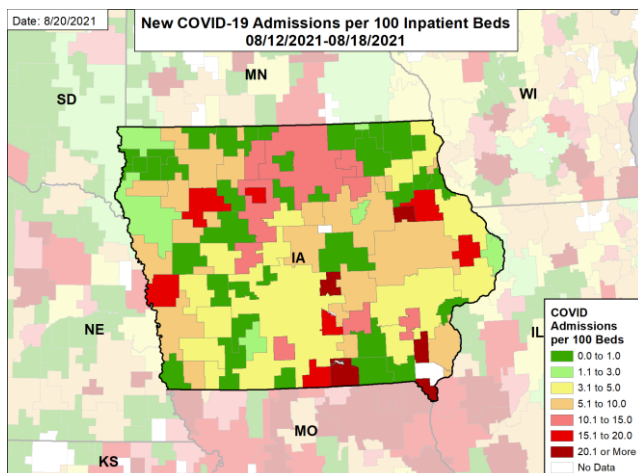 Date: 8/20/2021
New COVID-19 Admissions per 100 Inpatient Beds
08/12/2021-08/18/2021
MN
SD
WI
IA
NE
IL
MO
KS
COVID
Admissions
per 100 Beds
0.0 to 1.0
1.1 to 3.0
3.1 to 5.0
5.1 to 10.0
10.1 to 15.0
15.1 to 20.0
20.1 or More
No Data